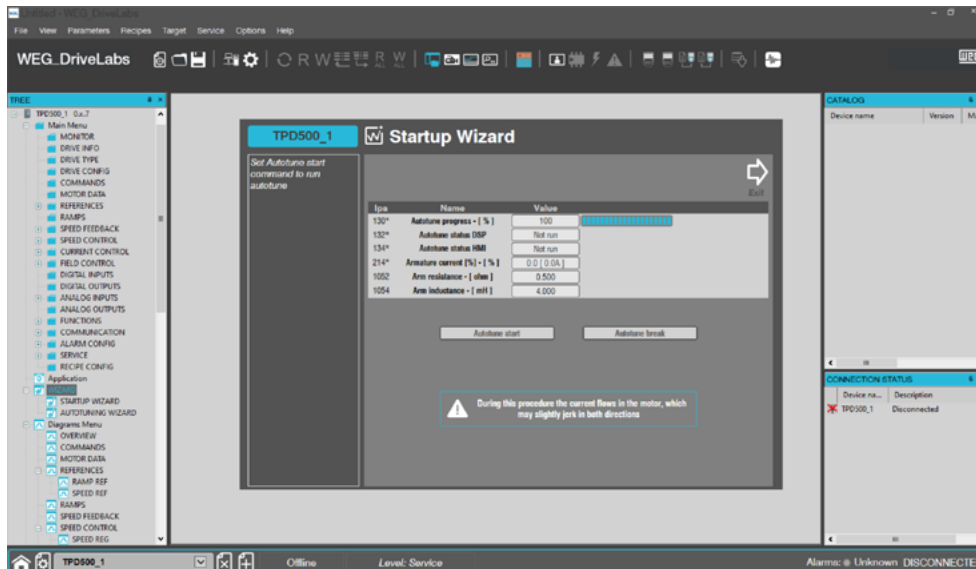 Untitled - WEG_DriveLabs
File View Parameters Recipes Target Service Options Help
WEG_DriveLabs
R W R ALL W ALL
TREE
TPD500_1 0.x.7
Main Menu
MONITOR
DRIVE INFO
DRIVE TYPE
DRIVE CONFIG
COMMANDS
MOTOR DATA
REFERENCES
RAMPS
SPEED FEEDBACK
SPEED CONTROL
CURRENT CONTROL
FIELD CONTROL
DIGITAL INPUTS
DIGITAL OUTPUTS
ANALOG INPUTS
ANALOG OUTPUTS
FUNCTIONS
COMMUNICATION
ALARM CONFIG
SERVICE
RECIPE CONFIG
Application
WIZARD
STARTUP WIZARD
AUTOTUNING WIZARD
Diagrams Menu
OVERVIEW
COMMANDS
MOTOR DATA
REFERENCES
RAMP REF
SPEED REF
RAMPS
SPEED FEEDBACK
SPEED CONTROL
SPEED REG
TPD500_1
Startup Wizard
Set Autotune start
command to run
autotune
Exit
Ipa Name Value
130* Autotune progress - [ % ] 100
132* Autotune status DSP Not run
134* Autotune status HMI Not run
214* Armature current [%] - [ % ] 0.0 [ 0.0A ]
1052 Arm resistance - [ ohm ] 0.500
1054 Arm inductance - [ mH ] 4.000
Autotune start Autotune break
During this procedure the current flows in the motor, which
may slightly jerk in both directions
CATALOG
Device name Version
CONNECTION STATUS
Device na... Description
TPD500_1 Disconnected
TPD500_1 Offline Level: Service Alarms: Unknown DISCONNECTE